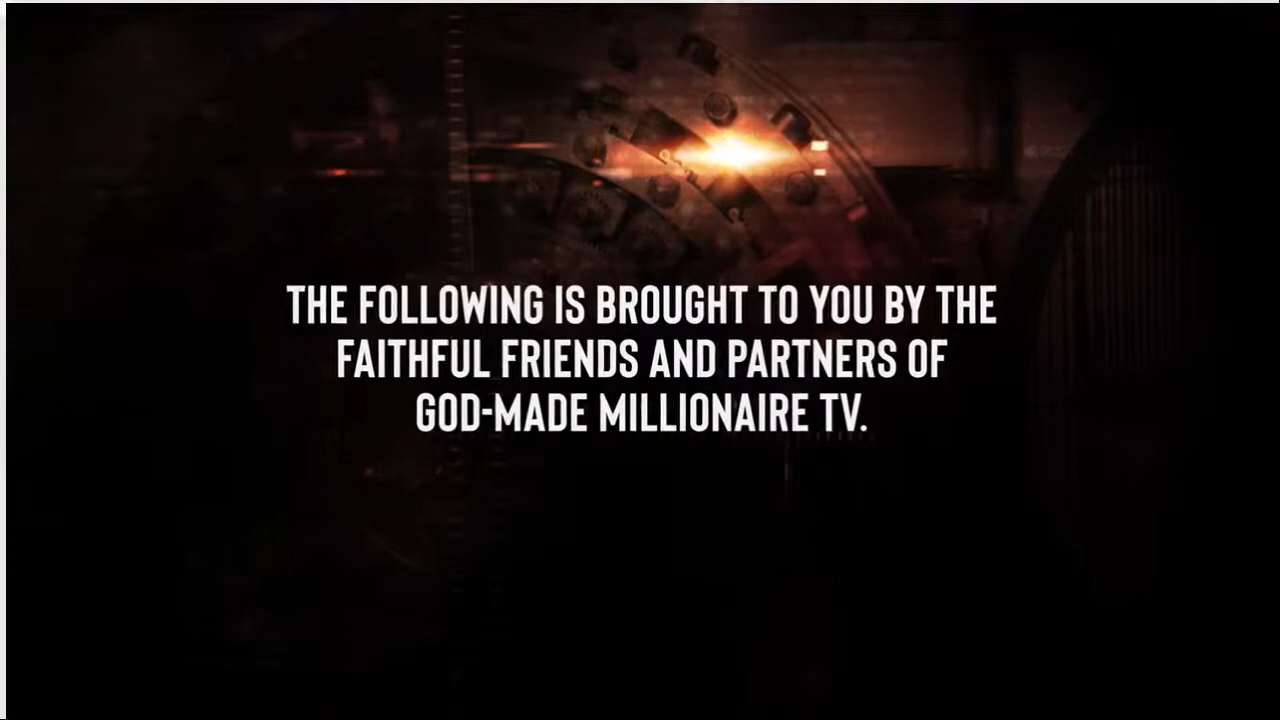 THE FOLLOWING IS BROUGHT TO YOU BY THE
FAITHFUL FRIENDS AND PARTNERS OF
GOD-MADE MILLIONAIRE TV.